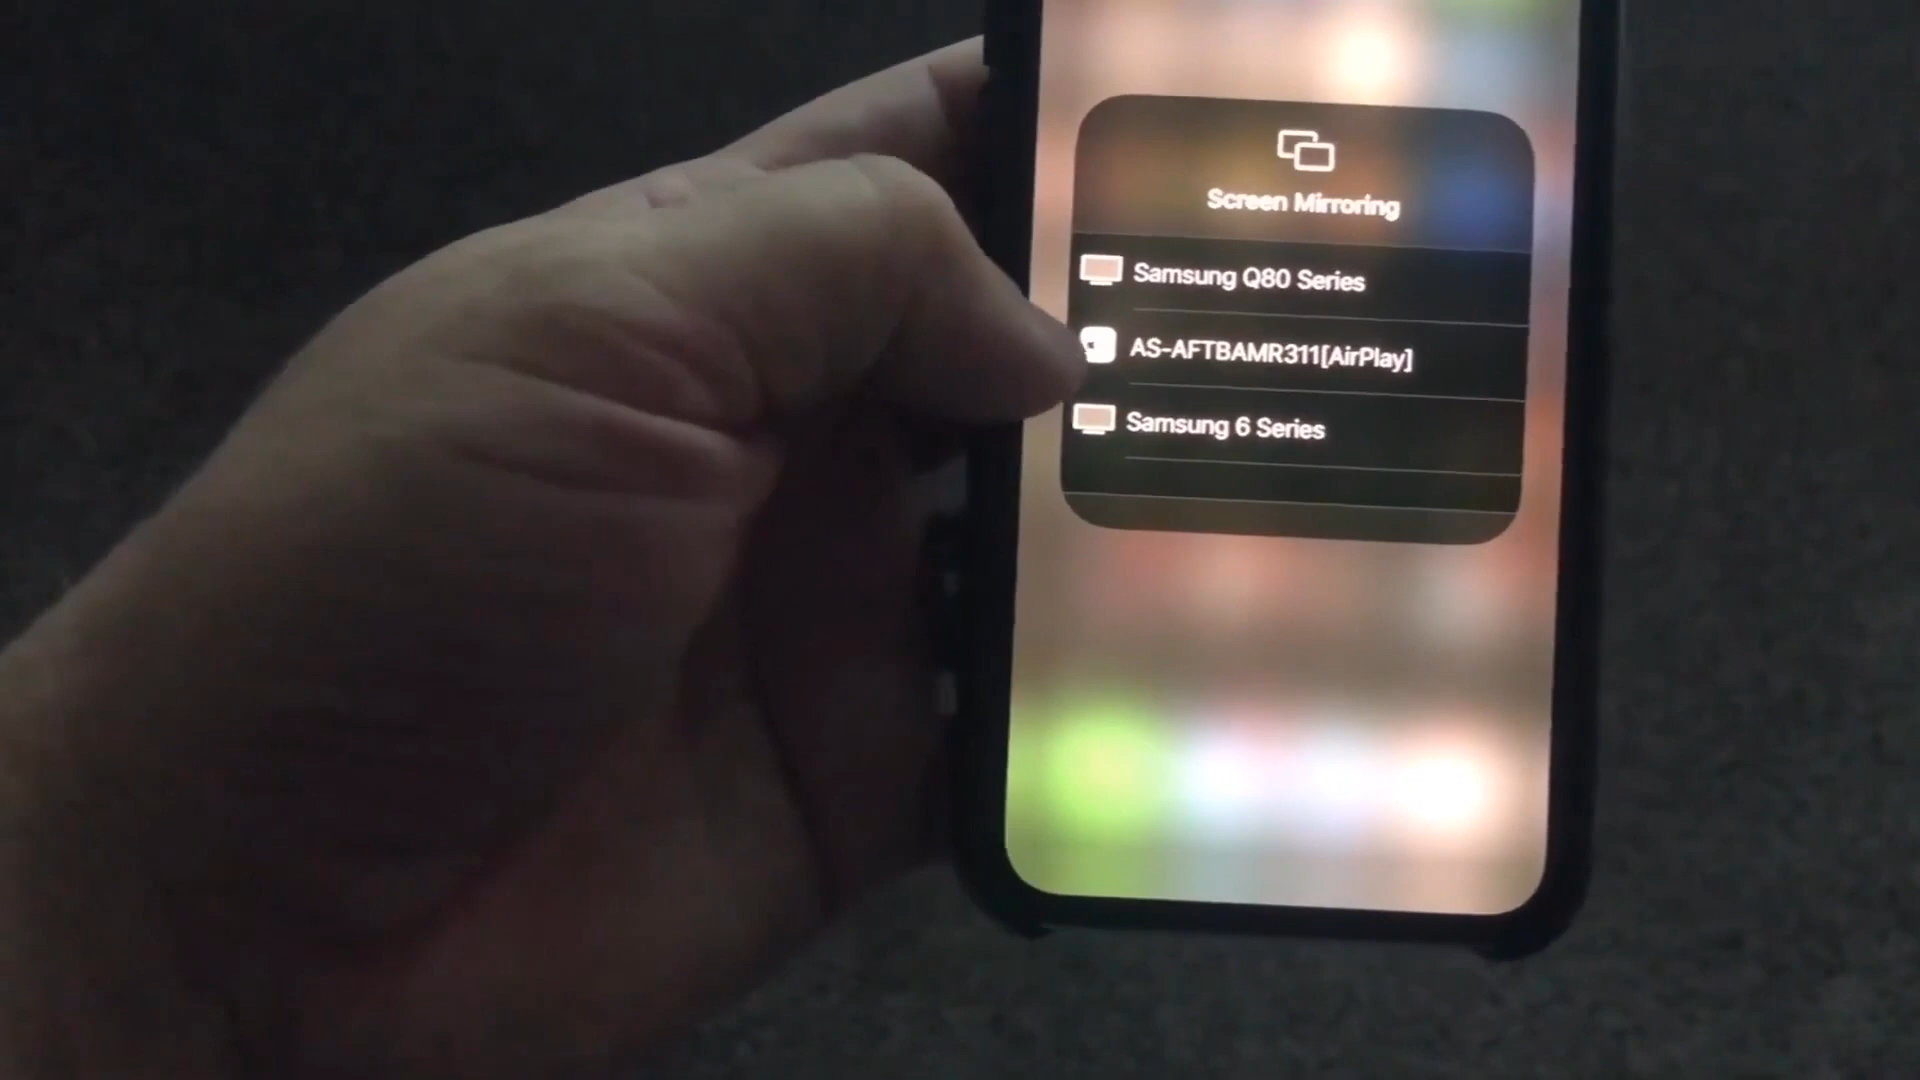 Screen Mirroring
Samsung Q80 Series
AS-AFTBAMR311[AirPlay]
Samsung 6 Series